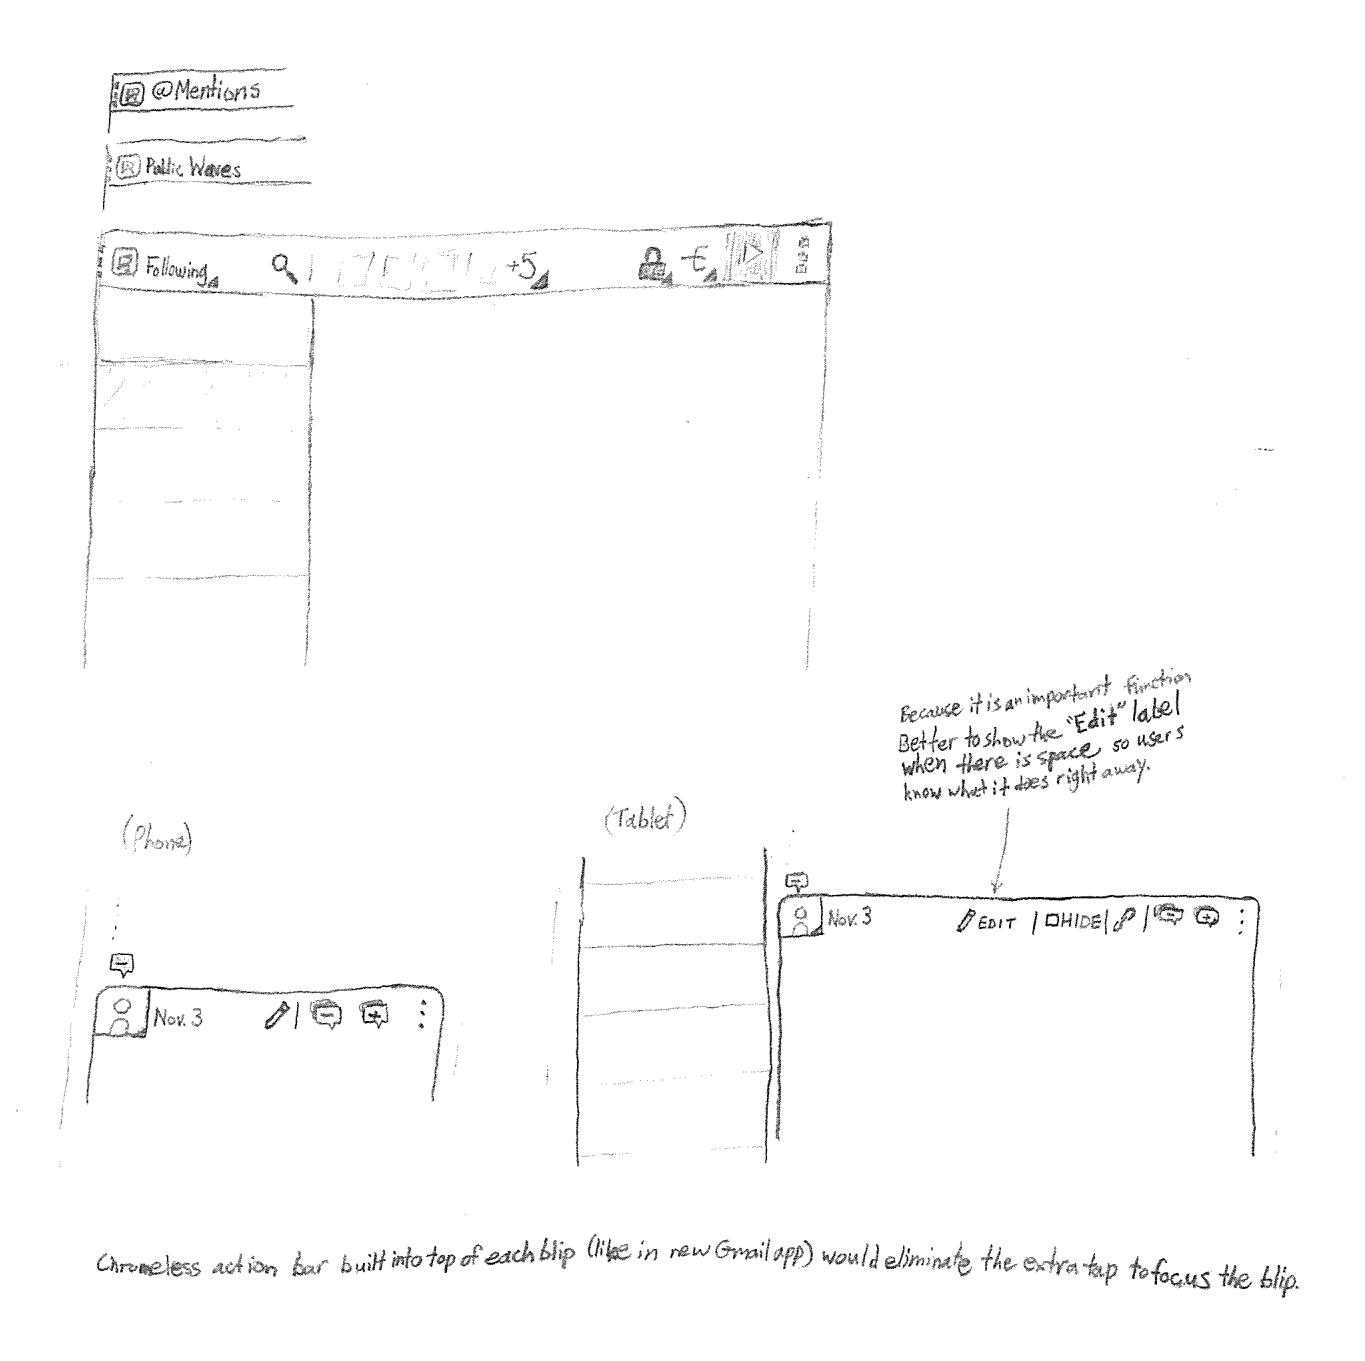 @Mentions
Public Waves
Following
+5
Because it is an important function
Better to show the "Edit" label
when there is space so users
know what it does right away.
(Phone)
(Tablet)
Nov. 3 EDIT | HIDE | |
Nov. 3 |
Chromeless action bar built into top of each blip (like in new Gmail app) would eliminate the extra tap to focus the blip.